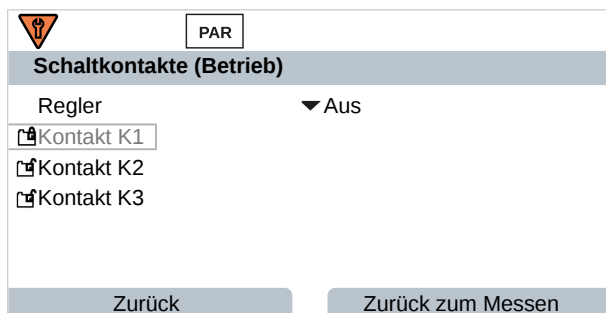 PAR
Schaltkontakte (Betrieb)
Regler Aus
Kontakt K1
Kontakt K2
Kontakt K3
Zurück Zurück zum Messen